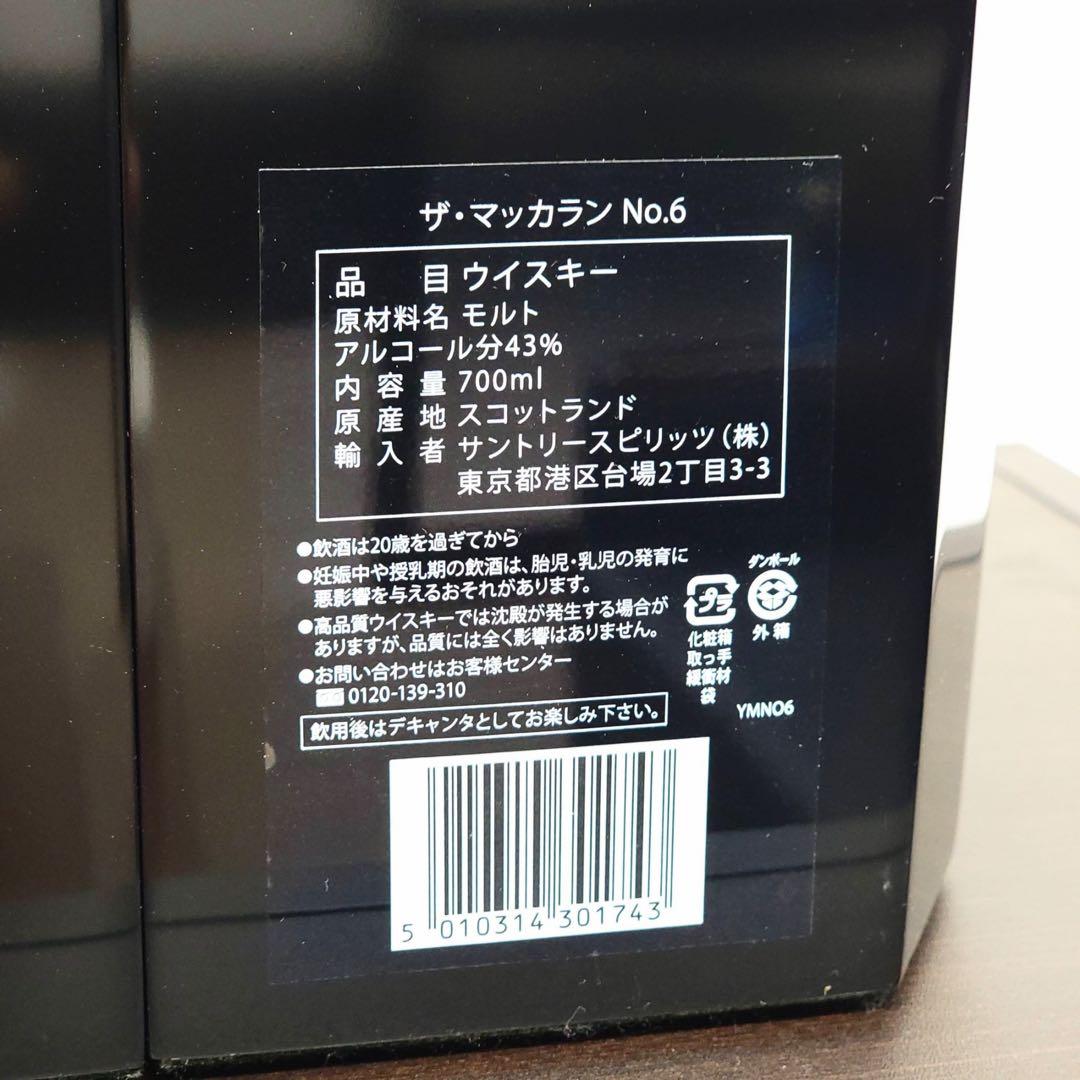 ザ・マッカラン No.6
品 目 ウイスキー
原材料名 モルト
アルコール分43%
内容量 700ml
原産地 スコットランド
輸入者 サントリースピリッツ(株)
東京都港区台場2丁目3-3
●飲酒は20歳を過ぎてから
●妊娠中や授乳期の飲酒は、胎児・乳児の発育に
悪影響を与えるおそれがあります。
●高品質ウイスキーでは沈殿が発生する場合が
ありますが、品質には全く影響はありません。
●お問い合わせはお客様センター
0120-139-310
飲用後はデキャンタとしてお楽しみ下さい。
プラ
化粧箱
取っ手
緩衝材
袋
ダンボール
外箱
YMNO6
5 010314 301743